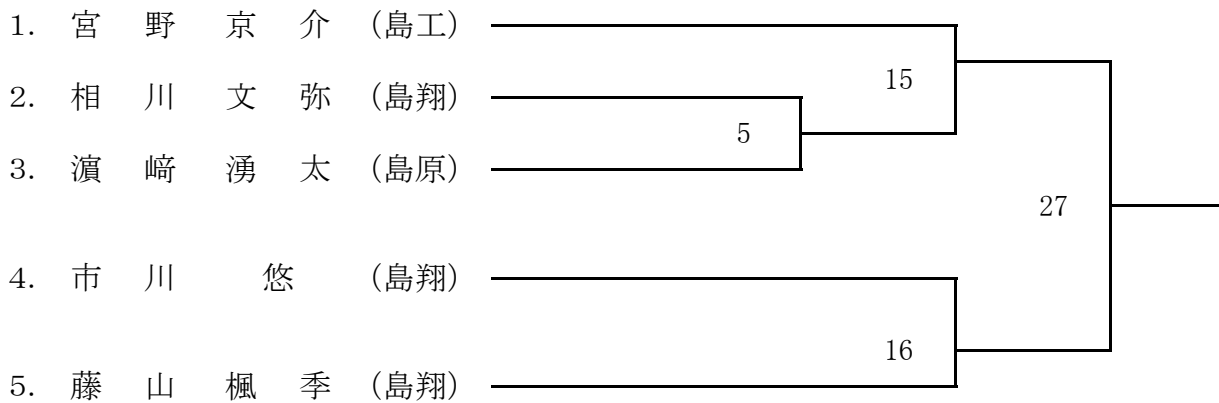 1. 宮野京介 (島工)
15
2. 相川文弥 (島翔)
5
3. 濵﨑湧太 (島原)
27
4. 市川悠 (島翔)
16
5. 藤山楓季 (島翔)